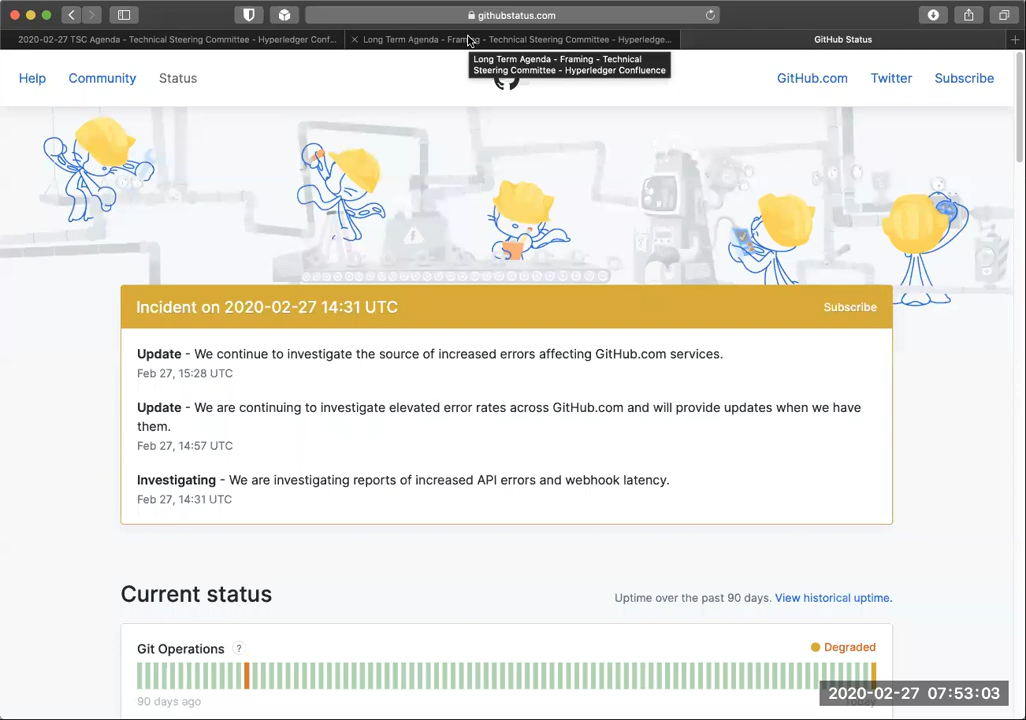 githubstatus.com
2020-02-27 TSC Agenda - Technical Steering Committee - Hyperledger Conf...
Long Term Agenda - Framing - Technical Steering Committee - Hyperledge...
GitHub Status
Long Term Agenda - Framing - Technical
Steering Committee - Hyperledger Confluence
Help
Community
Status
GitHub.com
Twitter
Subscribe
Incident on 2020-02-27 14:31 UTC
Subscribe
Update - We continue to investigate the source of increased errors affecting GitHub.com services.
Feb 27, 15:28 UTC
Update - We are continuing to investigate elevated error rates across GitHub.com and will provide updates when we have
them.
Feb 27, 14:57 UTC
Investigating - We are investigating reports of increased API errors and webhook latency.
Feb 27, 14:31 UTC
Current status
Uptime over the past 90 days. View historical uptime.
Git Operations ?
Degraded
90 days ago
Today
2020-02-27 07:53:03